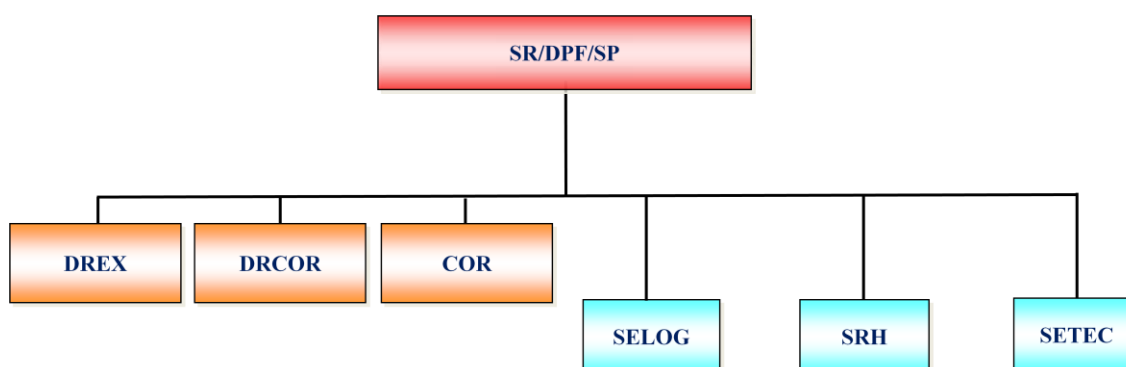 SR/DPF/SP
DREX
DRCOR
COR
SELOG
SRH
SETEC